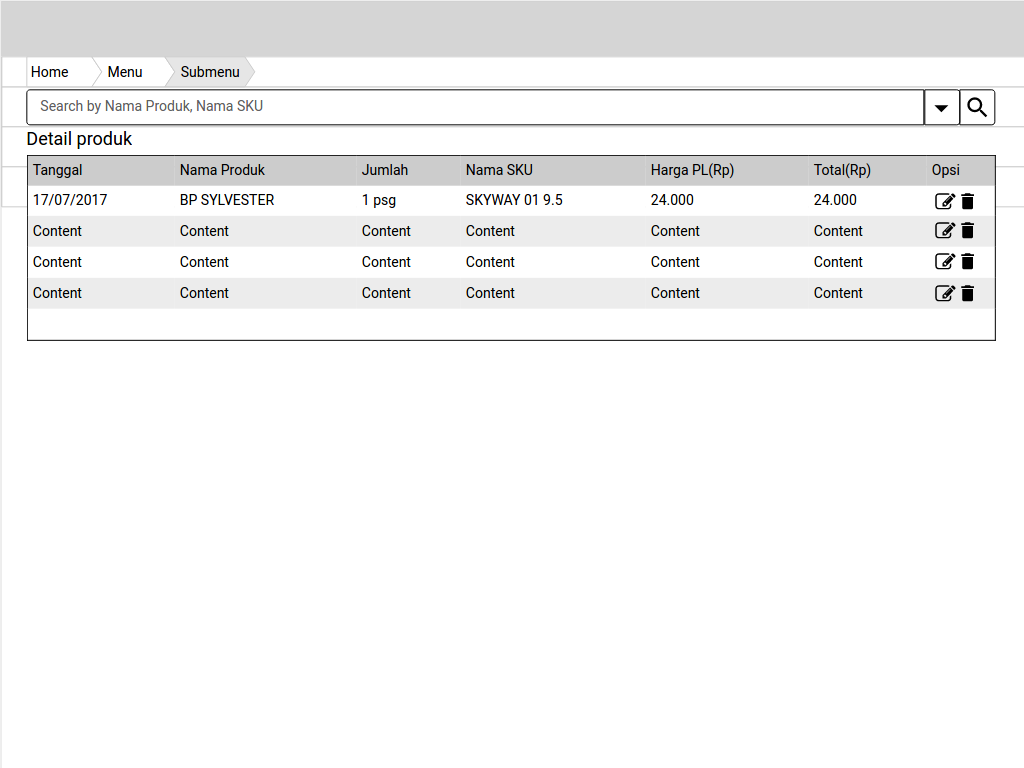 Home Menu Submenu
Search by Nama Produk, Nama SKU
Detail produk
Tanggal Nama Produk Jumlah Nama SKU Harga PL(Rp) Total(Rp) Opsi
17/07/2017 BP SYLVESTER 1 psg SKYWAY 01 9.5 24.000 24.000
Content Content Content Content Content Content
Content Content Content Content Content Content
Content Content Content Content Content Content